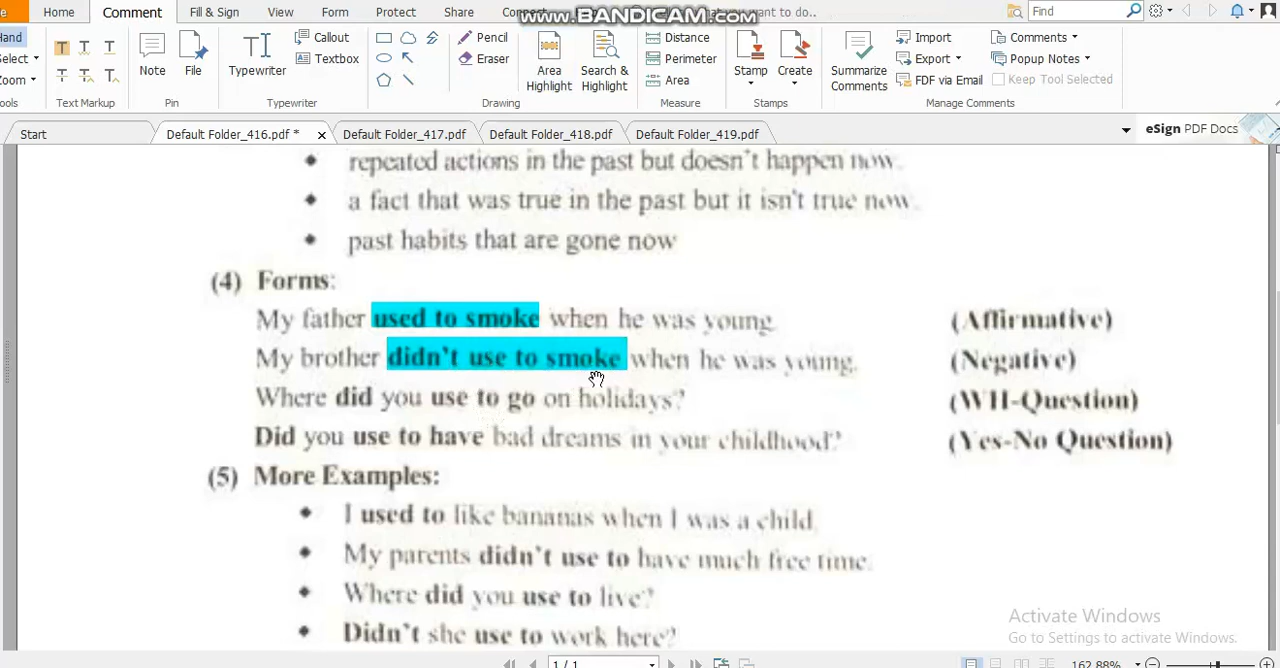 Home Comment Fill & Sign View Form Protect Share
www.BANDICAM.com
you want to do..
Find
Hand
Callout
Pencil
Distance
Import
Comments
Select
Textbox
Eraser
Perimeter
Export
Popup Notes
Note File Typewriter
Area Highlight
Search & Highlight
Area
Stamp Create
Summarize Comments
FDF via Email
Keep Tool Selected
Text Markup Pin Typewriter Drawing Measure Stamps Manage Comments
Start Default Folder_416.pdf * x Default Folder_417.pdf Default Folder_418.pdf Default Folder_419.pdf eSign PDF Docs
• repeated actions in the past but doesn't happen now.
• a fact that was true in the past but it isn't true now.
• past habits that are gone now
(4) Forms:
My father used to smoke when he was young. (Affirmative)
My brother didn't use to smoke when he was young. (Negative)
Where did you use to go on holidays? (WH-Question)
Did you use to have bad dreams in your childhood? (Yes-No Question)
(5) More Examples:
• I used to like bananas when I was a child.
• My parents didn't use to have much free time.
• Where did you use to live?
• Didn't she use to work here?
Activate Windows
Go to Settings to activate Windows.
1 / 1
162.88%